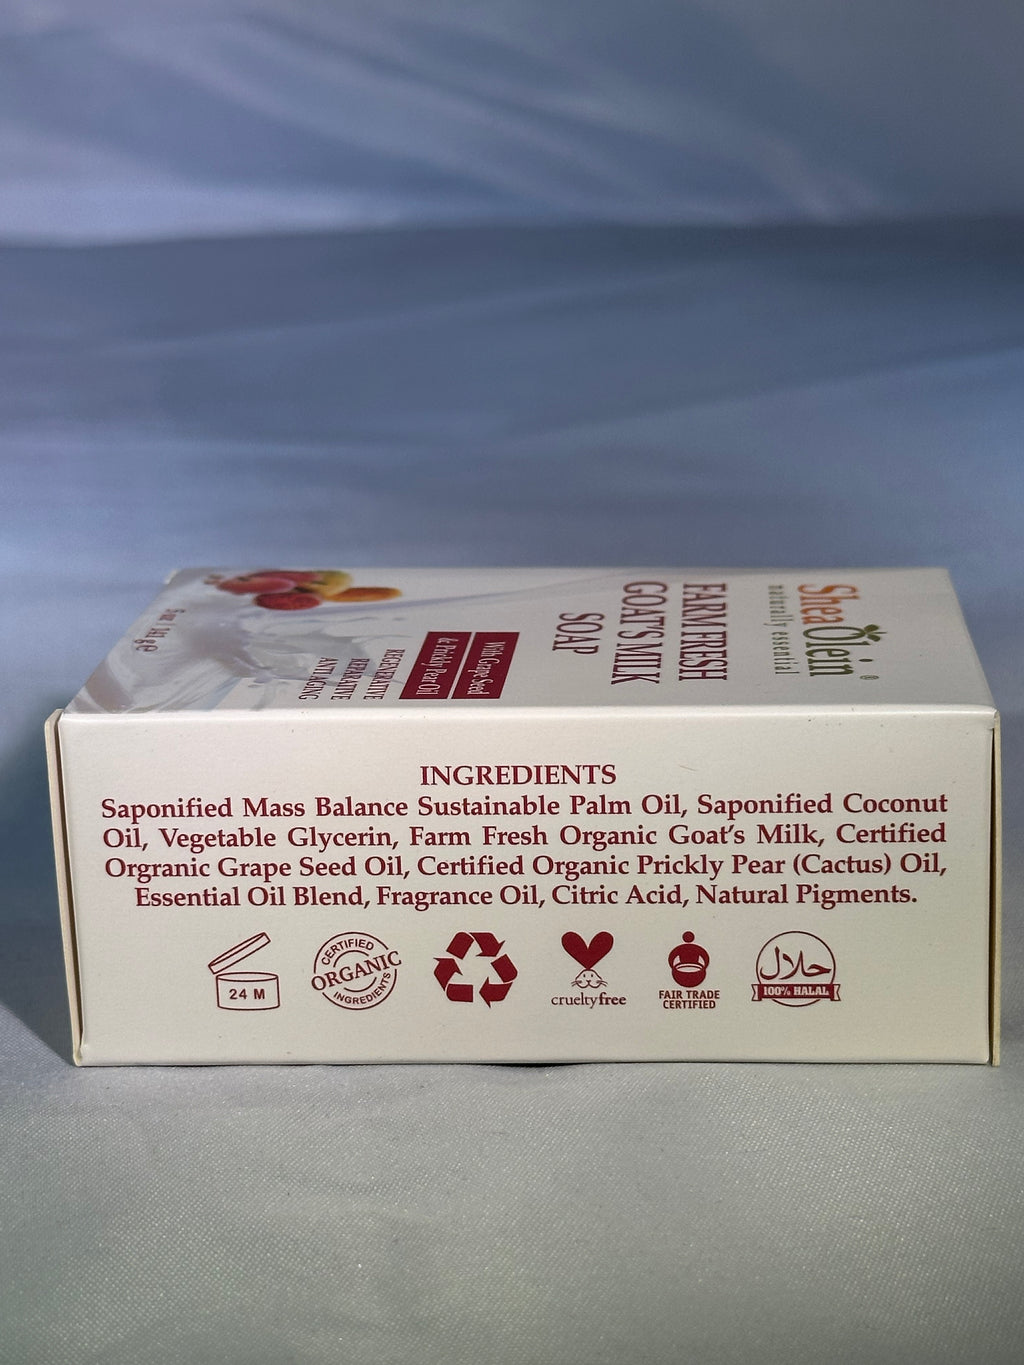 Shea Olein®
naturally essential
FARM FRESH
GOAT'S MILK
SOAP
With Grape Seed
& Prickly Pear Oil
REGENERATIVE
REPARATIVE
ANTI AGING
5 oz / 142 g e
INGREDIENTS
Saponified Mass Balance Sustainable Palm Oil, Saponified Coconut
Oil, Vegetable Glycerin, Farm Fresh Organic Goat's Milk, Certified
Orgranic Grape Seed Oil, Certified Organic Prickly Pear (Cactus) Oil,
Essential Oil Blend, Fragrance Oil, Citric Acid, Natural Pigments.
24 M
CERTIFIED
ORGANIC
INGREDIENTS
crueltyfree
FAIR TRADE
CERTIFIED
حلال
100% HALAL